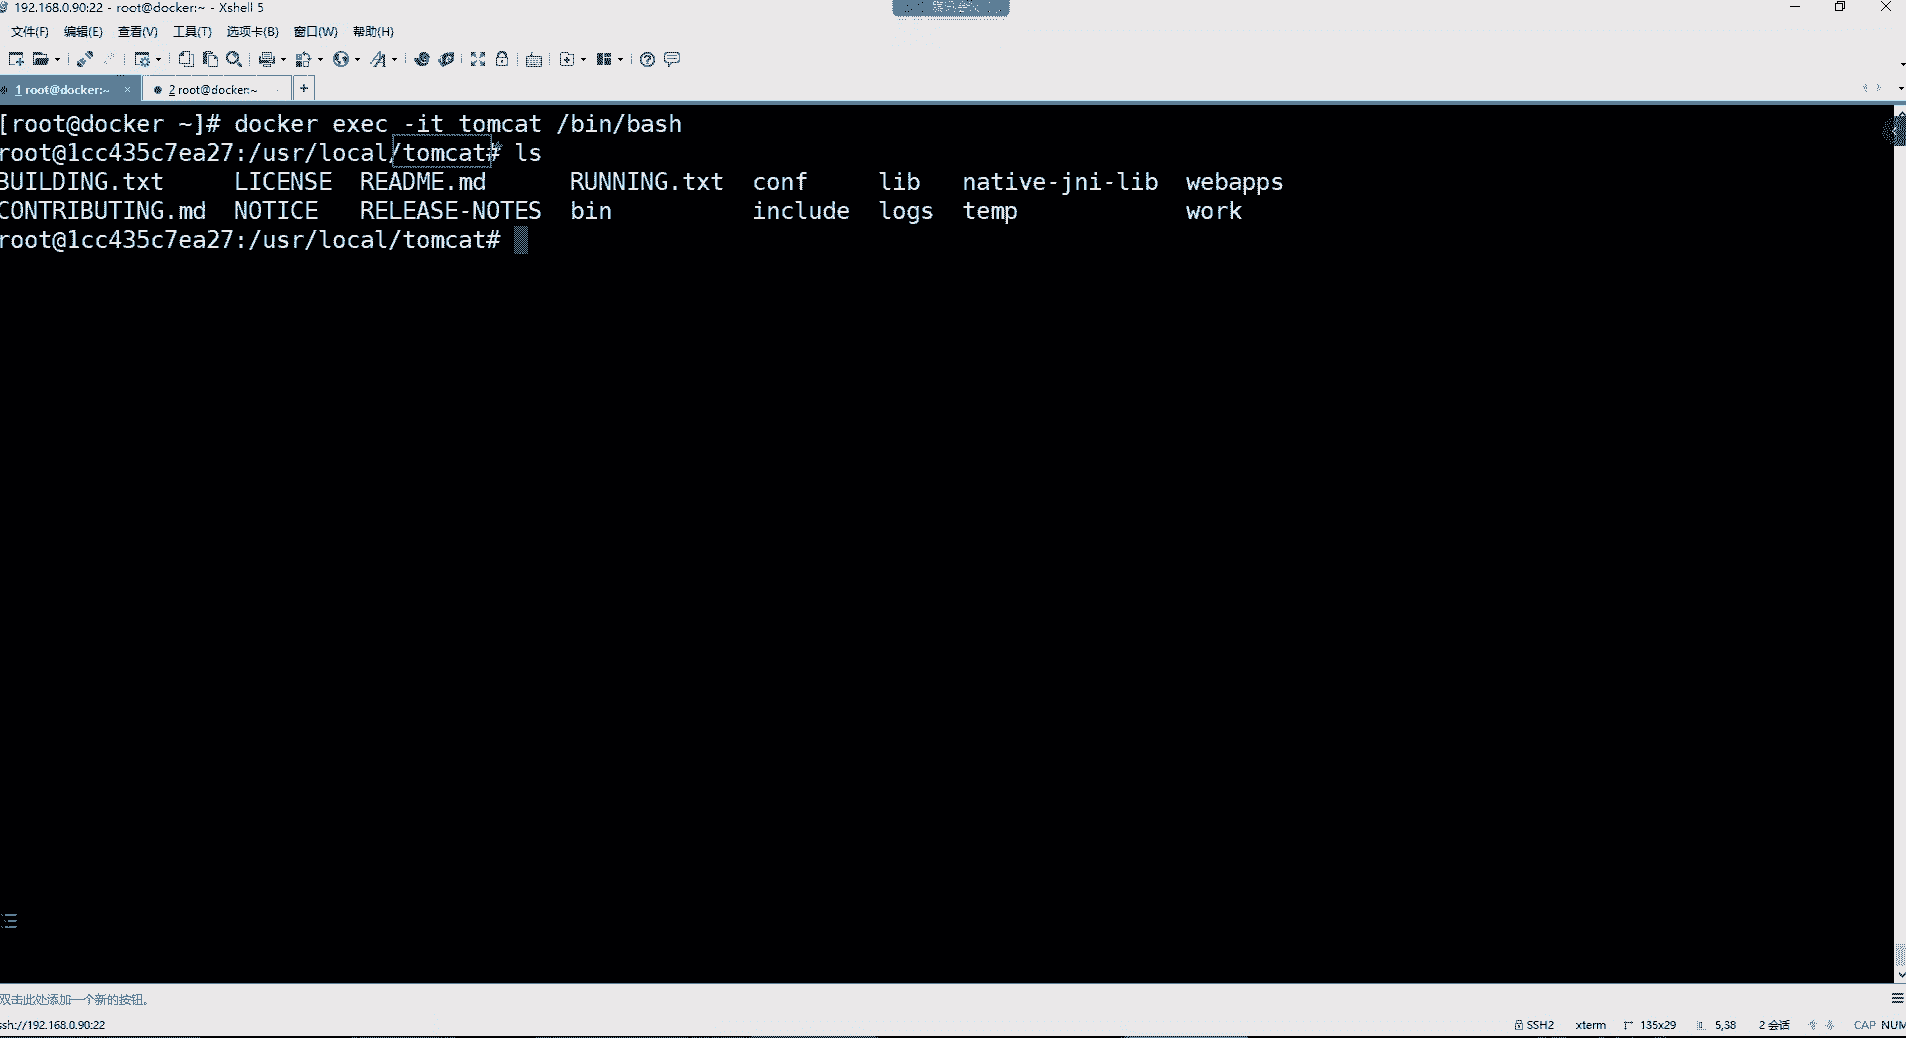 192.168.0.90:22 - root@docker:~ - Xshell 5
文件(F) 编辑(E) 查看(V) 工具(T) 选项卡(B) 窗口(W) 帮助(H)
1 root@docker:~ × 2 root@docker:~ +
[root@docker ~]# docker exec -it tomcat /bin/bash
root@1cc435c7ea27:/usr/local/tomcat# ls
BUILDING.txt LICENSE README.md RUNNING.txt conf lib native-jni-lib webapps
CONTRIBUTING.md NOTICE RELEASE-NOTES bin include logs temp work
root@1cc435c7ea27:/usr/local/tomcat#
双击此处添加一个新的按钮。
ssh://192.168.0.90:22 SSH2 xterm 135x29 5,38 2 会话 CAP NUM